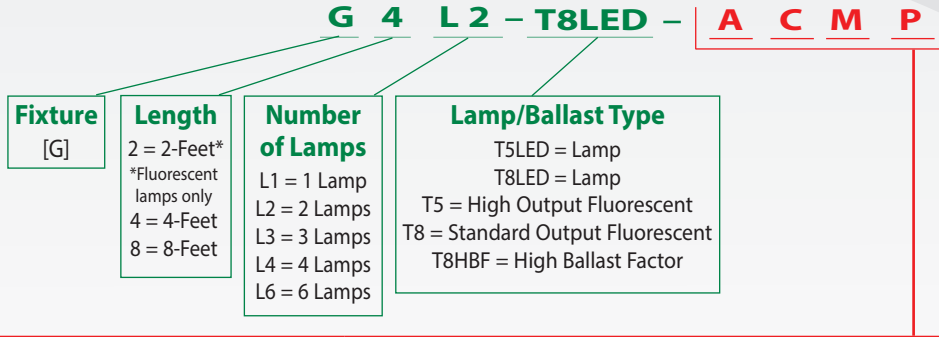 G 4 L 2 – T8LED – A C M P
Fixture
[G]
Length
2 = 2-Feet*
*Fluorescent
lamps only
4 = 4-Feet
8 = 8-Feet
Number
of Lamps
L1 = 1 Lamp
L2 = 2 Lamps
L3 = 3 Lamps
L4 = 4 Lamps
L6 = 6 Lamps
Lamp/Ballast Type
T5LED = Lamp
T8LED = Lamp
T5 = High Output Fluorescent
T8 = Standard Output Fluorescent
T8HBF = High Ballast Factor